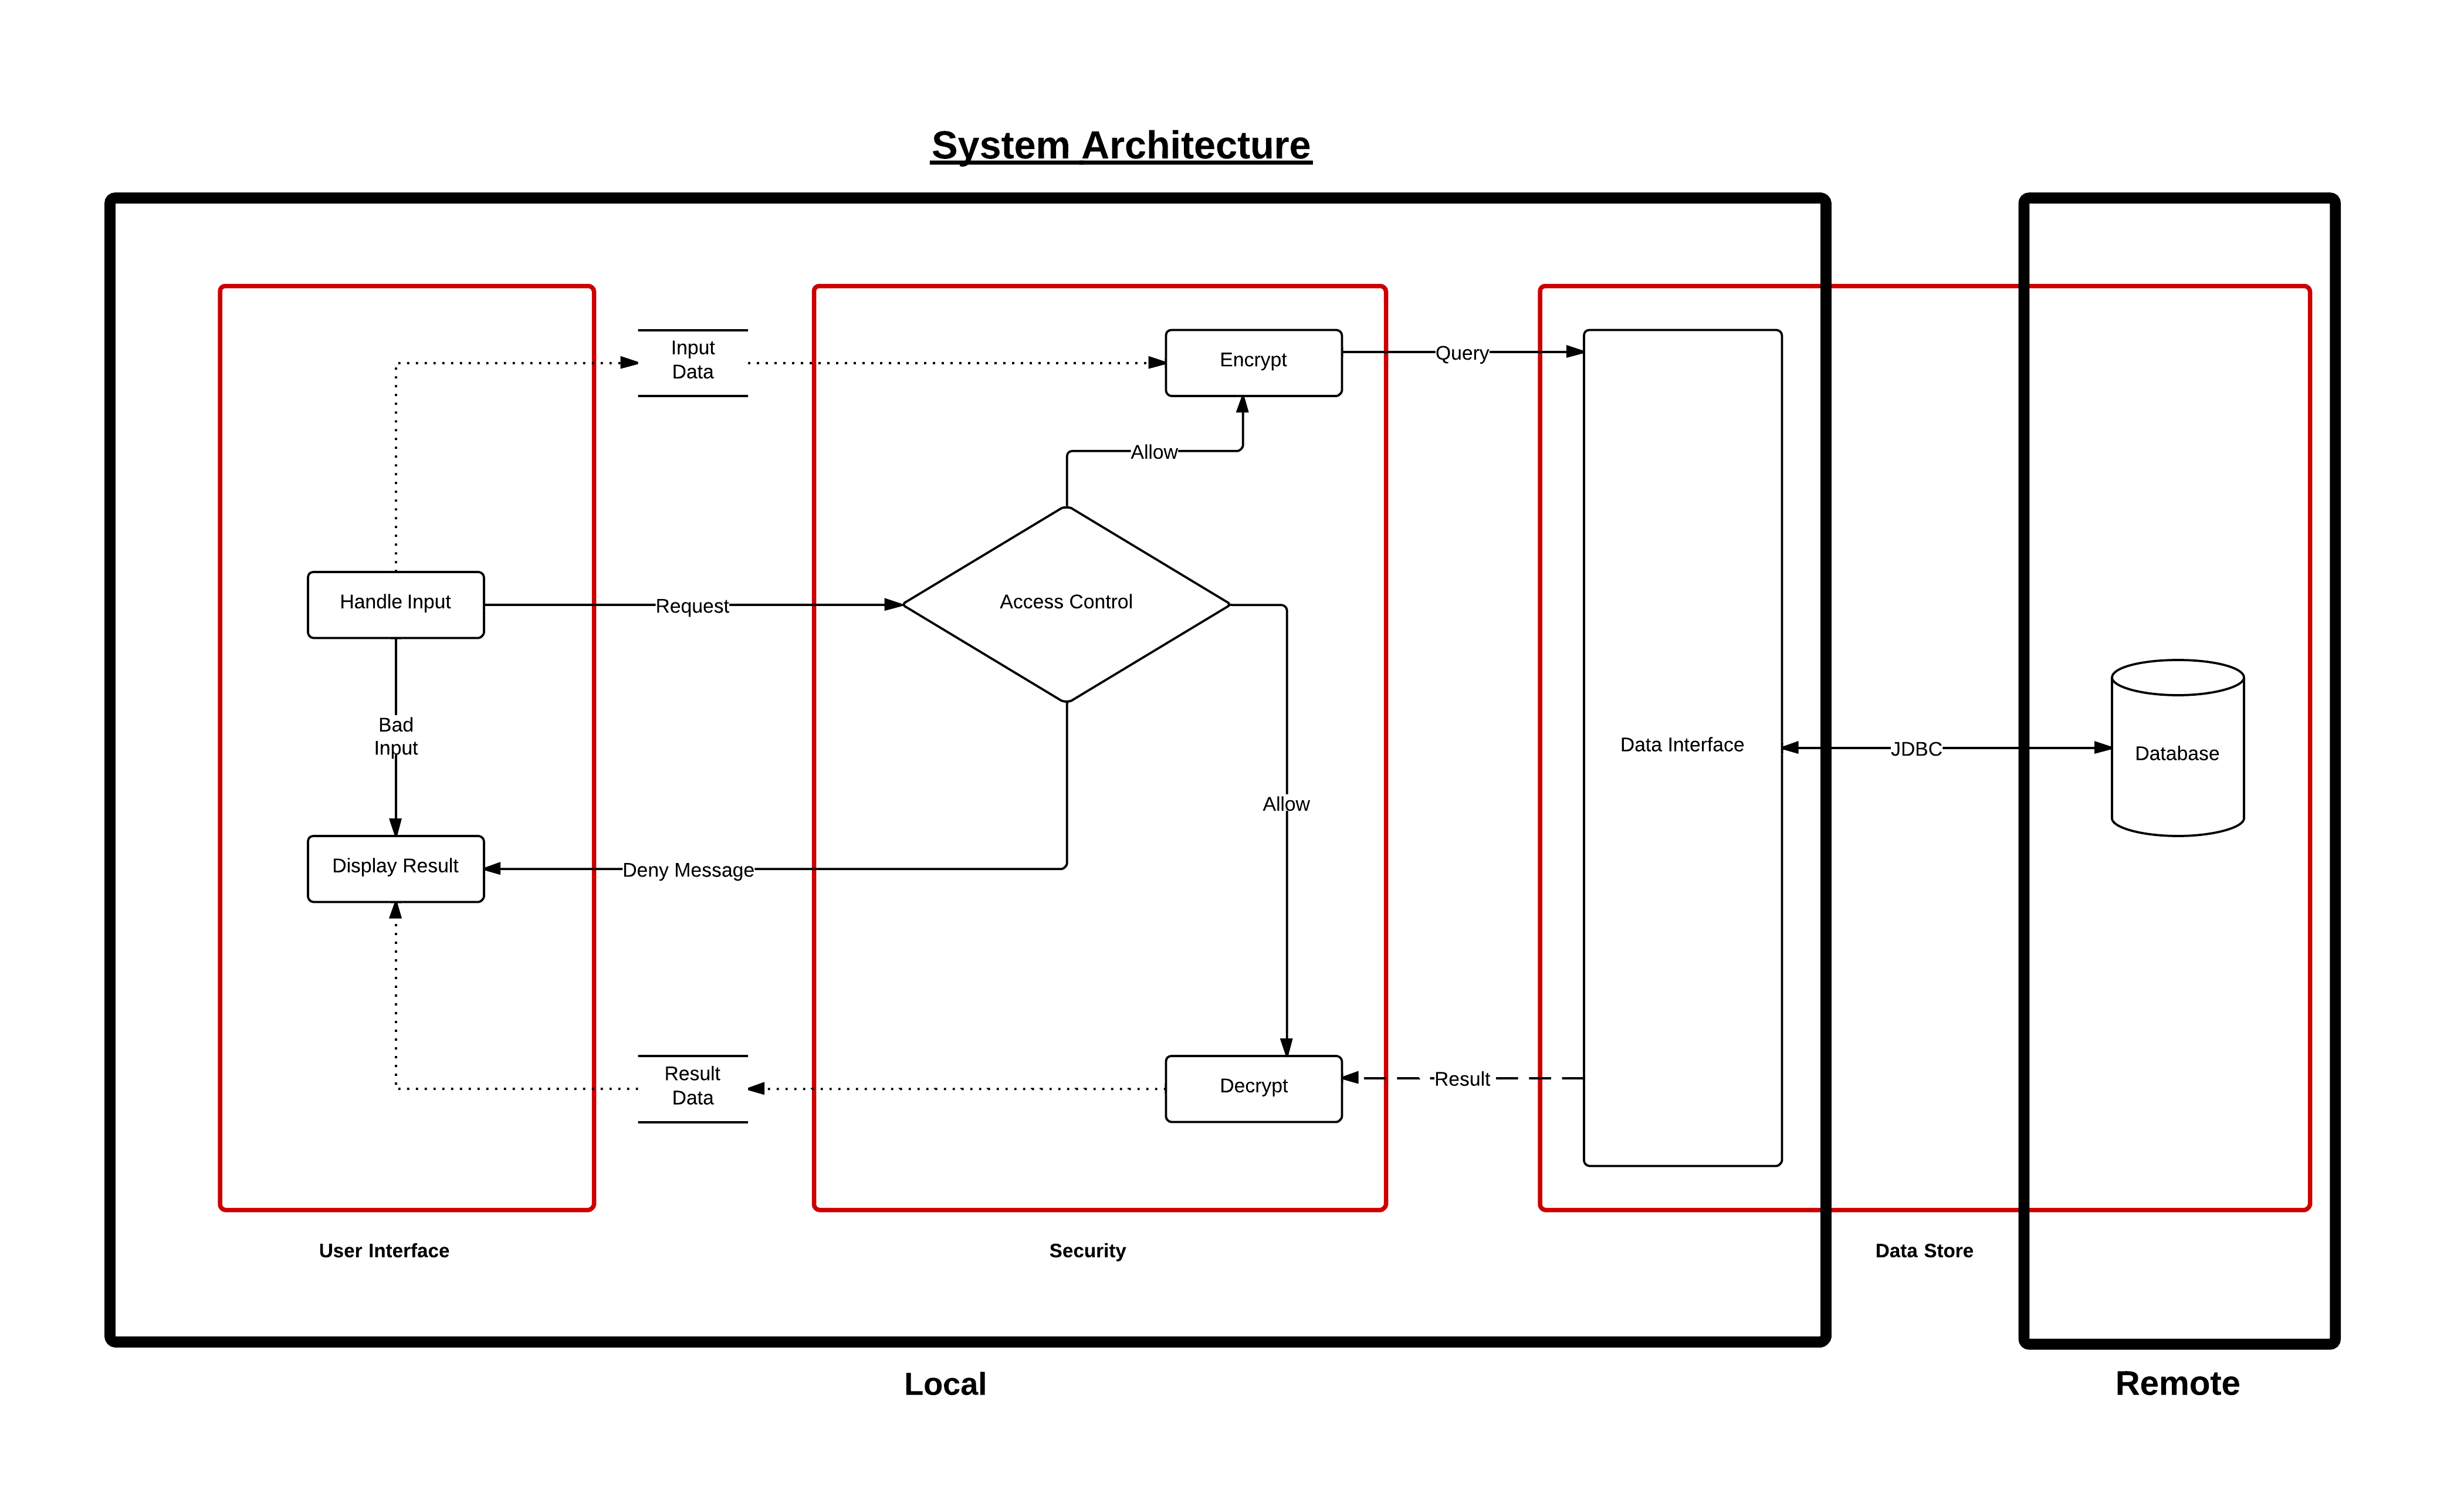 System Architecture
Input
Data
Encrypt
Query
Allow
Handle Input
Request
Access Control
Bad
Input
Data Interface
JDBC
Database
Allow
Display Result
Deny Message
Result
Data
Decrypt
Result
User Interface
Security
Data Store
Local
Remote